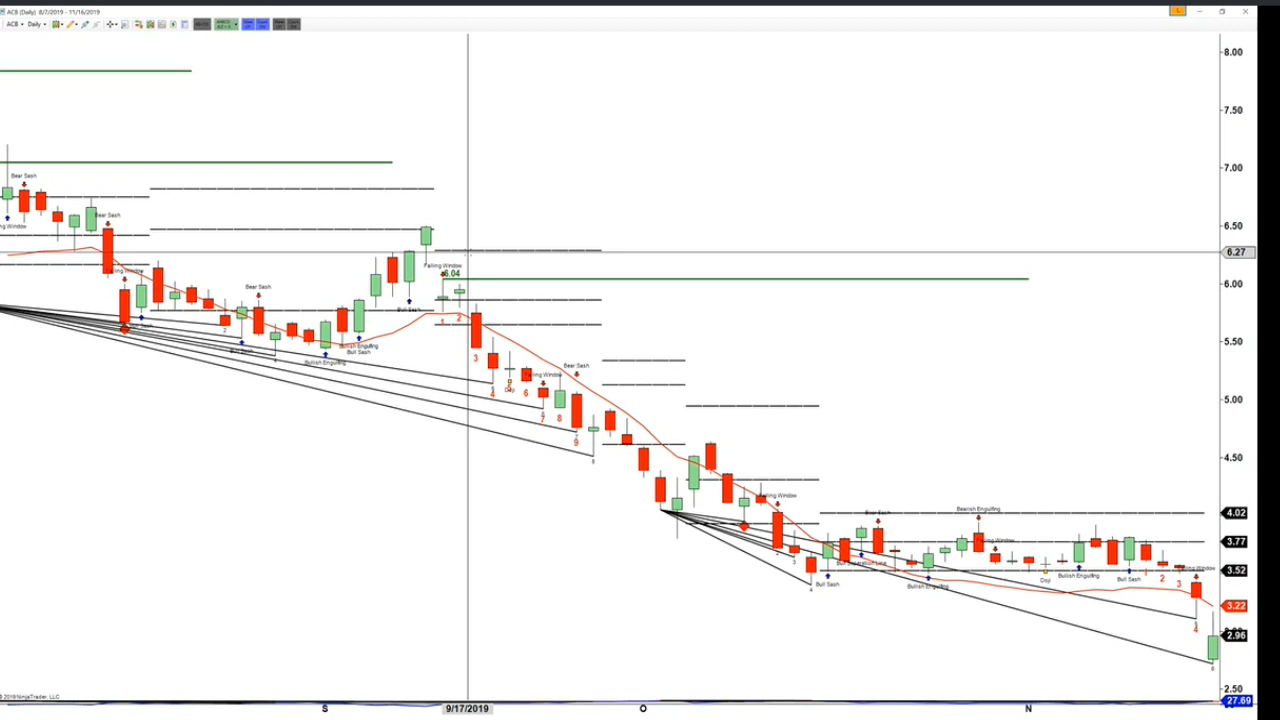 ACB (Daily) 8/7/2019 - 11/16/2019
ACB Daily
8.00
7.50
7.00
6.50
6.27
6.00
5.50
5.00
4.50
4.02
3.77
3.52
3.22
2.96
2.50
27.69
Bear Sash
Bear Sash
Bear Sash
Bull Sash
Bullish Engulfing
Bullish Engulfing
Bull Sash
Bull Sash
Falling Window
6.04
1
2
3
4
Doji
6
7
8
9
Falling Window
Bear Sash
Falling Window
Bull Sash
Bull Separation Line
Bear Sash
Bullish Engulfing
Bearish Engulfing
Falling Window
Doji
Bullish Engulfing
Bull Sash
1
2
3
4
Falling Window
© 2019 NinjaTrader, LLC
S
9/17/2019
O
N